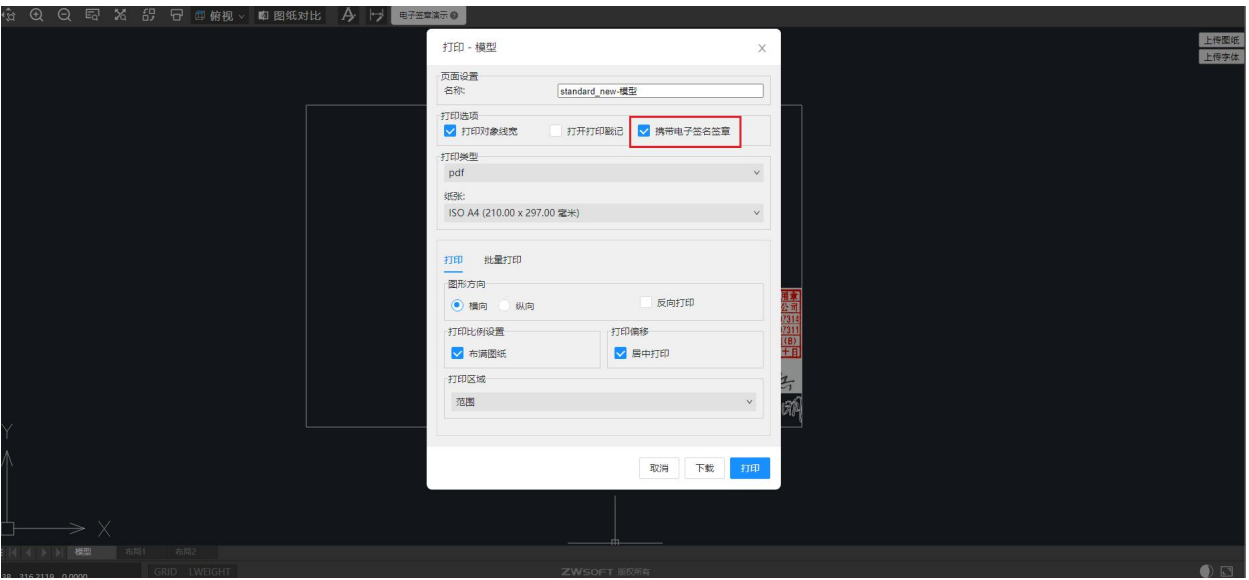 俯视 图纸对比 电子签章演示
上传图纸
上传字体
打印 - 模型
页面设置
名称: standard_new-模型
打印选项
打印对象线宽 打开打印戳记 携带电子签名签章
打印类型
pdf
纸张:
ISO A4 (210.00 x 297.00 毫米)
打印 批量打印
图形方向
横向 纵向 反向打印
打印比例设置 打印偏移
布满图纸 居中打印
打印区域
范围
取消 下载 打印
Y
X
模型 布局1 布局2
316.2119 0.0000 GRID LWEIGHT ZWSOFT 版权所有